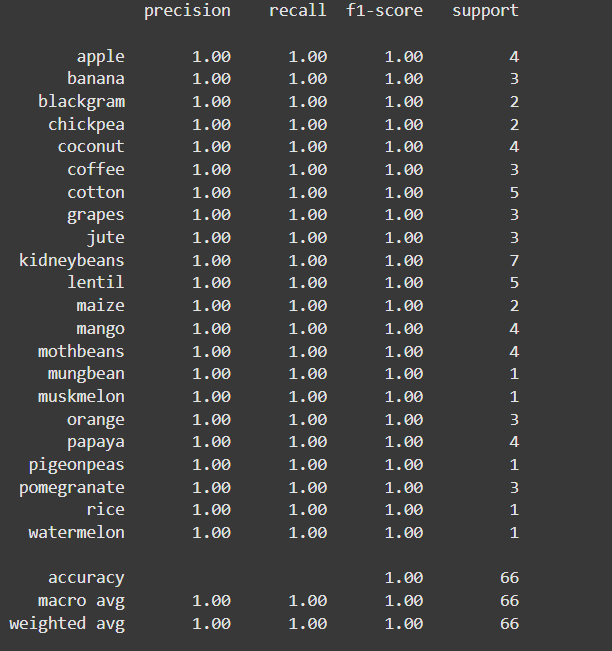 precision recall f1-score support
apple 1.00 1.00 1.00 4
banana 1.00 1.00 1.00 3
blackgram 1.00 1.00 1.00 2
chickpea 1.00 1.00 1.00 2
coconut 1.00 1.00 1.00 4
coffee 1.00 1.00 1.00 3
cotton 1.00 1.00 1.00 5
grapes 1.00 1.00 1.00 3
jute 1.00 1.00 1.00 3
kidneybeans 1.00 1.00 1.00 7
lentil 1.00 1.00 1.00 5
maize 1.00 1.00 1.00 2
mango 1.00 1.00 1.00 4
mothbeans 1.00 1.00 1.00 4
mungbean 1.00 1.00 1.00 1
muskmelon 1.00 1.00 1.00 1
orange 1.00 1.00 1.00 3
papaya 1.00 1.00 1.00 4
pigeonpeas 1.00 1.00 1.00 1
pomegranate 1.00 1.00 1.00 3
rice 1.00 1.00 1.00 1
watermelon 1.00 1.00 1.00 1
accuracy 1.00 66
macro avg 1.00 1.00 1.00 66
weighted avg 1.00 1.00 1.00 66